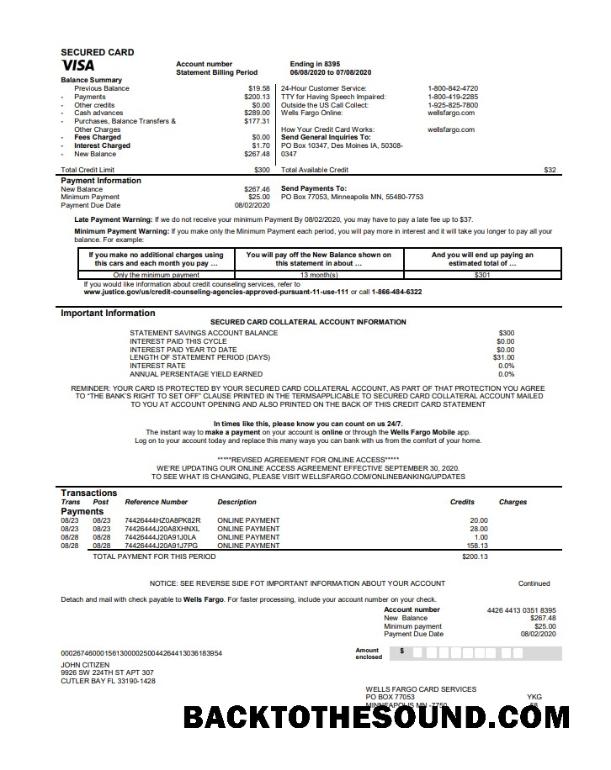 SECURED CARD
VISA
Account number Ending in 8395
Statement Billing Period 06/08/2020 to 07/08/2020
Balance Summary
Previous Balance $19.58 24-Hour Customer Service: 1-800-842-4720
- Payments $200.13 TTY for Having Speech Impaired: 1-800-419-2285
- Other credits $0.00 Outside the US Call Collect: 1-925-825-7800
- Cash advances $289.00 Wells Fargo Online: wellsfargo.com
- Purchases, Balance Transfers & $177.31
Other Charges How Your Credit Card Works: wellsfargo.com
- Fees Charged $0.00 Send General Inquiries To:
- Interest Charged $1.70 PO Box 10347, Des Moines IA, 50308-
- New Balance $267.48 0347
Total Credit Limit $300 Total Available Credit $32
Payment Information
New Balance $267.46 Send Payments To:
Minimum Payment $25.00 PO Box 77053, Minneapolis MN, 55480-7753
Payment Due Date 08/02/2020
Late Payment Warning: If we do not receive your minimum Payment By 08/02/2020, you may have to pay a late fee up to $37.
Minimum Payment Warning: If you make only the Minimum Payment each period, you will pay more in interest and it will take you longer to pay all your
balance. For example:
If you make no additional charges using You will pay off the New Balance shown on And you will end up paying an
this cars and each month you pay ... this statement in about ... estimated total of ...
Only the minimum payment 13 month(s) $301
If you would like information about credit counseling services, refer to
www.justice.gov/us/credit-counseling-agencies-approved-pursuant-11-use-111 or call 1-866-484-6322
Important Information
SECURED CARD COLLATERAL ACCOUNT INFORMATION
STATEMENT SAVINGS ACCOUNT BALANCE $300
INTEREST PAID THIS CYCLE $0.00
INTEREST PAID YEAR TO DATE $0.00
LENGTH OF STATEMENT PERIOD (DAYS) $31.00
INTEREST RATE 0.0%
ANNUAL PERSENTAGE YIELD EARNED 0.0%
REMINDER: YOUR CARD IS PROTECTED BY YOUR SECURED CARD COLLATERAL ACCOUNT, AS PART OF THAT PROTECTION YOU AGREE
TO "THE BANK'S RIGHT TO SET OFF" CLAUSE PRINTED IN THE TERMSAPPLICABLE TO SECURED CARD COLLATERAL ACCOUNT MAILED
TO YOU AT ACCOUNT OPENING AND ALSO PRINTED ON THE BACK OF THIS CREDIT CARD STATEMENT
In times like this, please know you can count on us 24/7.
The instant way to make a payment on your account is online or through the Wells Fargo Mobile app.
Log on to your account today and replace this many ways you can bank with us from the comfort of your home.
*****REVISED AGREEMENT FOR ONLINE ACCESS*****
WE'RE UPDATING OUR ONLINE ACCESS AGREEMENT EFFECTIVE SEPTEMBER 30, 2020.
TO SEE WHAT IS CHANGING, PLEASE VISIT WELLSFARGO.COM/ONLINEBANKING/UPDATES
Transactions
Trans Post Reference Number Description Credits Charges
Payments
08/23 08/23 74426444HZ0A8PK82R ONLINE PAYMENT 20.00
08/23 08/23 74426444J20A8XHNXL ONLINE PAYMENT 28.00
08/28 08/28 74426444J20A91J0LA ONLINE PAYMENT 1.00
08/28 08/28 74426444J20A91J7PG ONLINE PAYMENT 158.13
TOTAL PAYMENT FOR THIS PERIOD $200.13
NOTICE: SEE REVERSE SIDE FOT IMPORTANT INFORMATION ABOUT YOUR ACCOUNT Continued
Detach and mail with check payable to Wells Fargo. For faster processing, include your account number on your check.
Account number 4426 4413 0351 8395
New Balance $267.48
Minimum payment $25.00
Payment Due Date 08/02/2020
000267460001561300002500442644130361839​54
Amount
enclosed $
JOHN CITIZEN
9926 SW 224TH ST APT 307
CUTLER BAY FL 33190-1428
WELLS FARGO CARD SERVICES
PO BOX 77053 YKG
MINNEAPOLIS MN -7750 68
BACKTOTHESOUND.COM